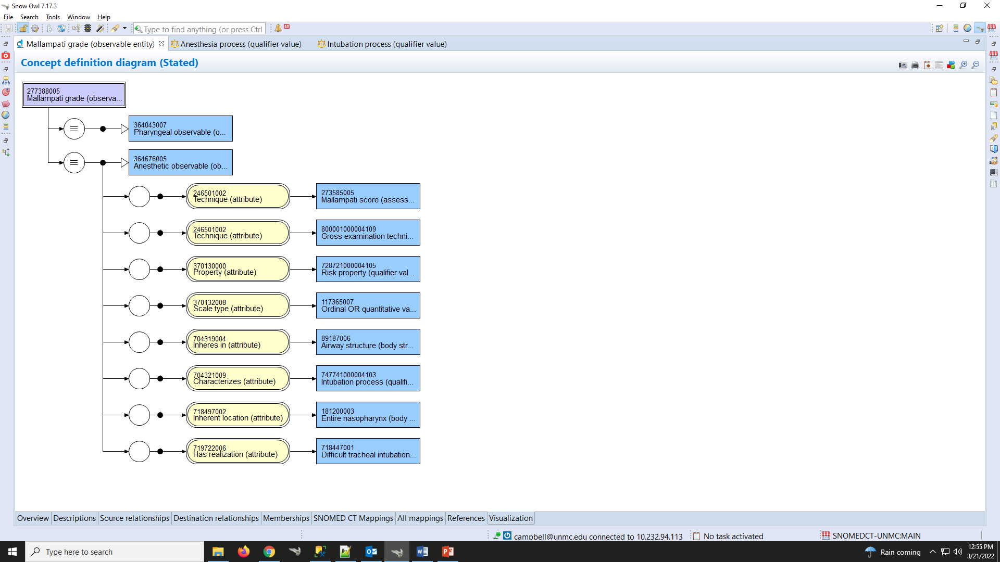 Snow Owl 7.17.3
File Search Tools Window Help
Type to find anything (or press Ctrl
19
Mallampati grade (observable entity) Anesthesia process (qualifier value) Intubation process (qualifier value)
Concept definition diagram (Stated)
277388005
Mallampati grade (observa...
364043007
Pharyngeal observable (o...
364676005
Anesthetic observable (ob...
246501002
Technique (attribute)
273585005
Mallampati score (assess...
246501002
Technique (attribute)
800001000004109
Gross examination techni...
370130000
Property (attribute)
728721000004105
Risk property (qualifier val...
370132008
Scale type (attribute)
117365007
Ordinal OR quantitative va...
704319004
Inheres in (attribute)
89187006
Airway structure (body str...
704321009
Characterizes (attribute)
747741000004103
Intubation process (qualifi...
718497002
Inherent location (attribute)
181200003
Entire nasopharynx (body ...
719722006
Has realization (attribute)
718447001
Difficult tracheal intubation...
Overview Descriptions Source relationships Destination relationships Memberships SNOMED CT Mappings All mappings References Visualization
campbell@unmc.edu connected to 10.232.94.113 No task activated SNOMEDCT-UNMC:MAIN
Type here to search
Rain coming
12:55 PM
3/21/2022